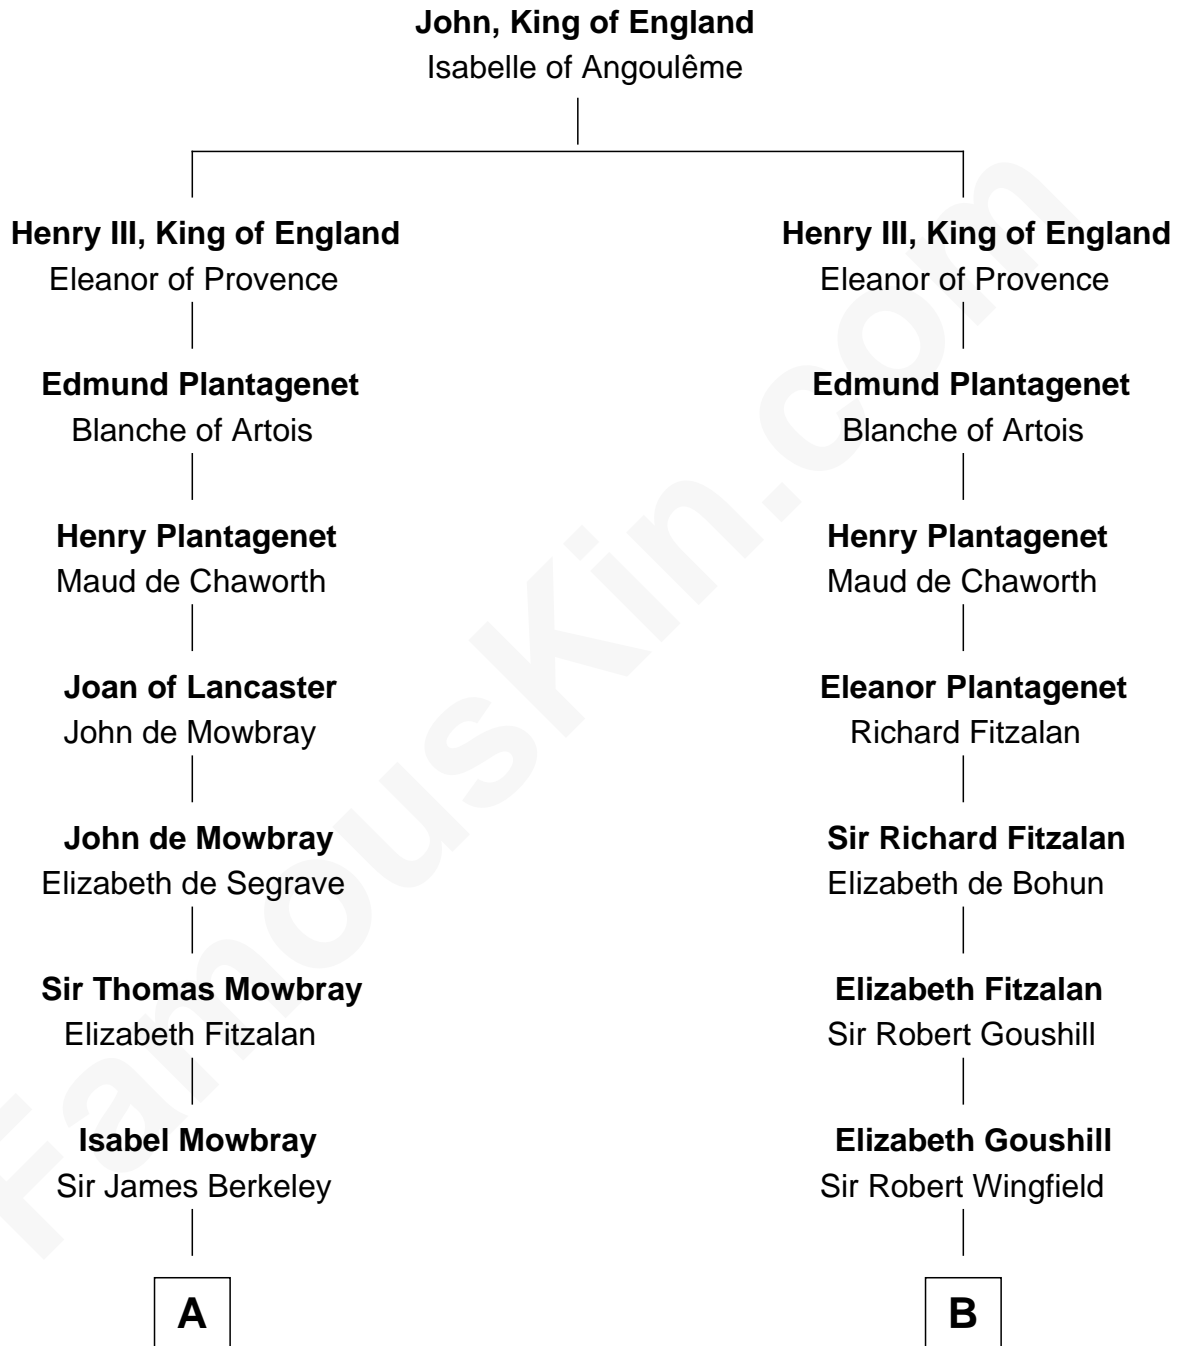 John, King of England
Isabelle of Angoulême
Henry III, King of England
Eleanor of Provence
Edmund Plantagenet
Blanche of Artois
Henry Plantagenet
Maud de Chaworth
Joan of Lancaster
John de Mowbray
John de Mowbray
Elizabeth de Segrave
Sir Thomas Mowbray
Elizabeth Fitzalan
Isabel Mowbray
Sir James Berkeley
A
Henry III, King of England
Eleanor of Provence
Edmund Plantagenet
Blanche of Artois
Henry Plantagenet
Maud de Chaworth
Eleanor Plantagenet
Richard Fitzalan
Sir Richard Fitzalan
Elizabeth de Bohun
Elizabeth Fitzalan
Sir Robert Goushill
Elizabeth Goushill
Sir Robert Wingfield
B
FamousKin.com